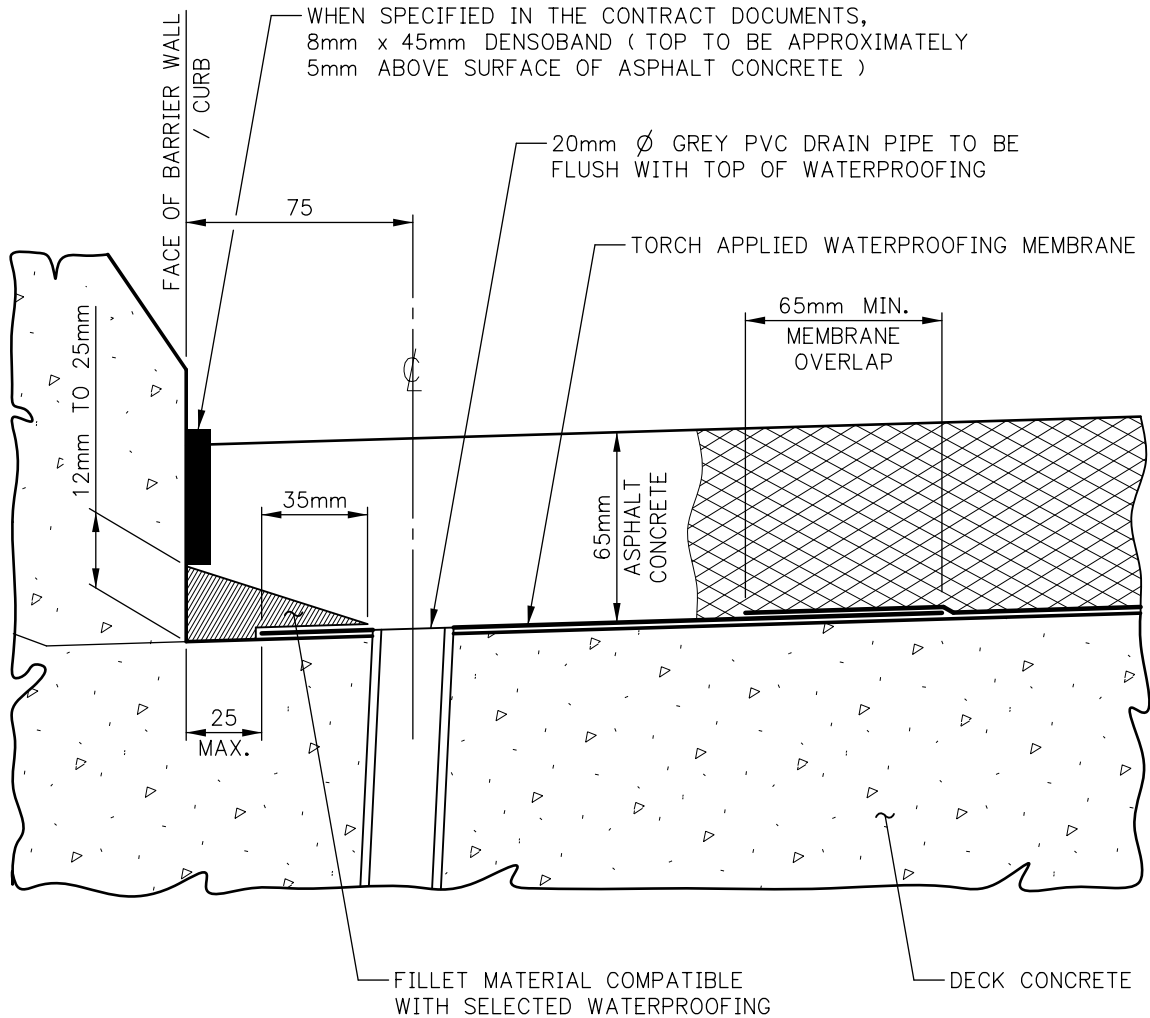 WHEN SPECIFIED IN THE CONTRACT DOCUMENTS,
8mm x 45mm DENSOBAND ( TOP TO BE APPROXIMATELY
5mm ABOVE SURFACE OF ASPHALT CONCRETE )
FACE OF BARRIER WALL
/ CURB
20mm Ø GREY PVC DRAIN PIPE TO BE
FLUSH WITH TOP OF WATERPROOFING
75
TORCH APPLIED WATERPROOFING MEMBRANE
65mm MIN.
MEMBRANE
OVERLAP
12mm TO 25mm
℄
35mm
65mm
ASPHALT
CONCRETE
25
MAX.
FILLET MATERIAL COMPATIBLE
WITH SELECTED WATERPROOFING
DECK CONCRETE